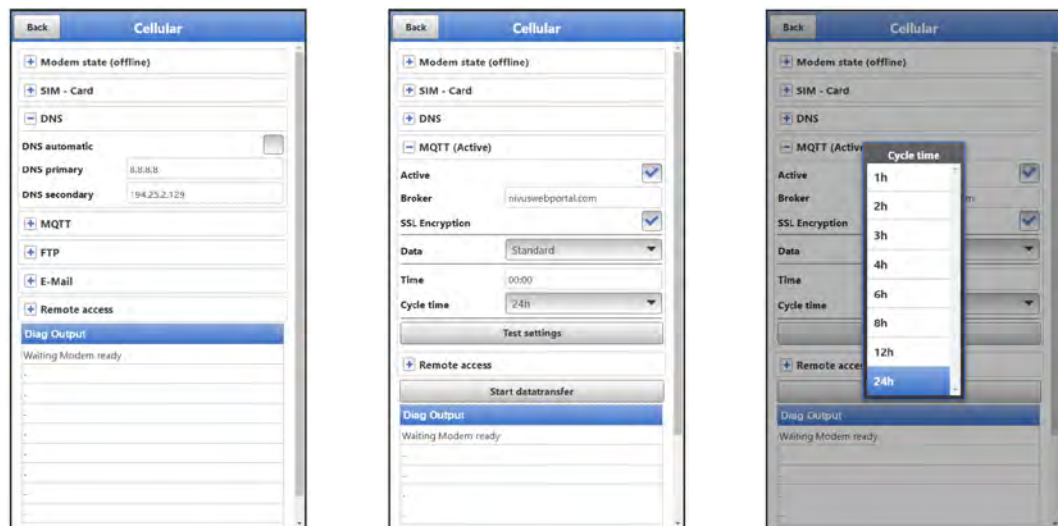 Back Cellular
Modem state (offline)
SIM - Card
DNS
DNS automatic
DNS primary 8.8.8.8
DNS secondary 194.25.2.129
MQTT
FTP
E-Mail
Remote access
Diag Output
Waiting Modem ready
Back Cellular
Modem state (offline)
SIM - Card
DNS
MQTT (Active)
Active
Broker nivuswebportal.com
SSL Encryption
Data Standard
Time 00:00
Cycle time 24h
Test settings
Remote access
Start datatransfer
Diag Output
Waiting Modem ready
Back Cellular
Modem state (offline)
SIM - Card
DNS
MQTT
Active
Broker
SSL Encryption
Data
Time
Cycle time
Remote
Diag Output
Waiting Modem ready
Cycle time
1h
2h
3h
4h
6h
8h
12h
24h